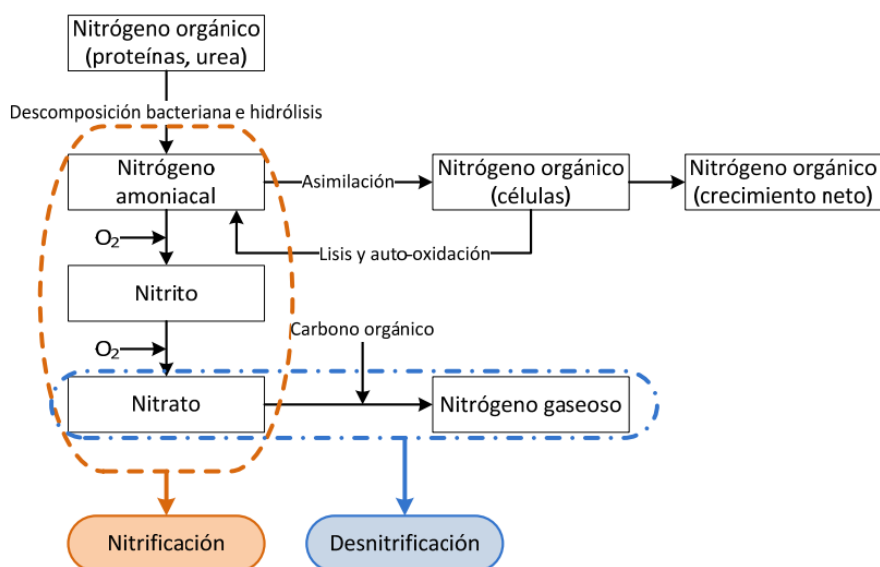 Nitrógeno orgánico
(proteínas, urea)
Descomposición bacteriana e hidrólisis
Nitrógeno
amoniacal
Asimilación
Nitrógeno orgánico
(células)
Nitrógeno orgánico
(crecimiento neto)
O₂
Lisis y auto-oxidación
Nitrito
O₂
Carbono orgánico
Nitrato
Nitrógeno gaseoso
Nitrificación
Desnitrificación